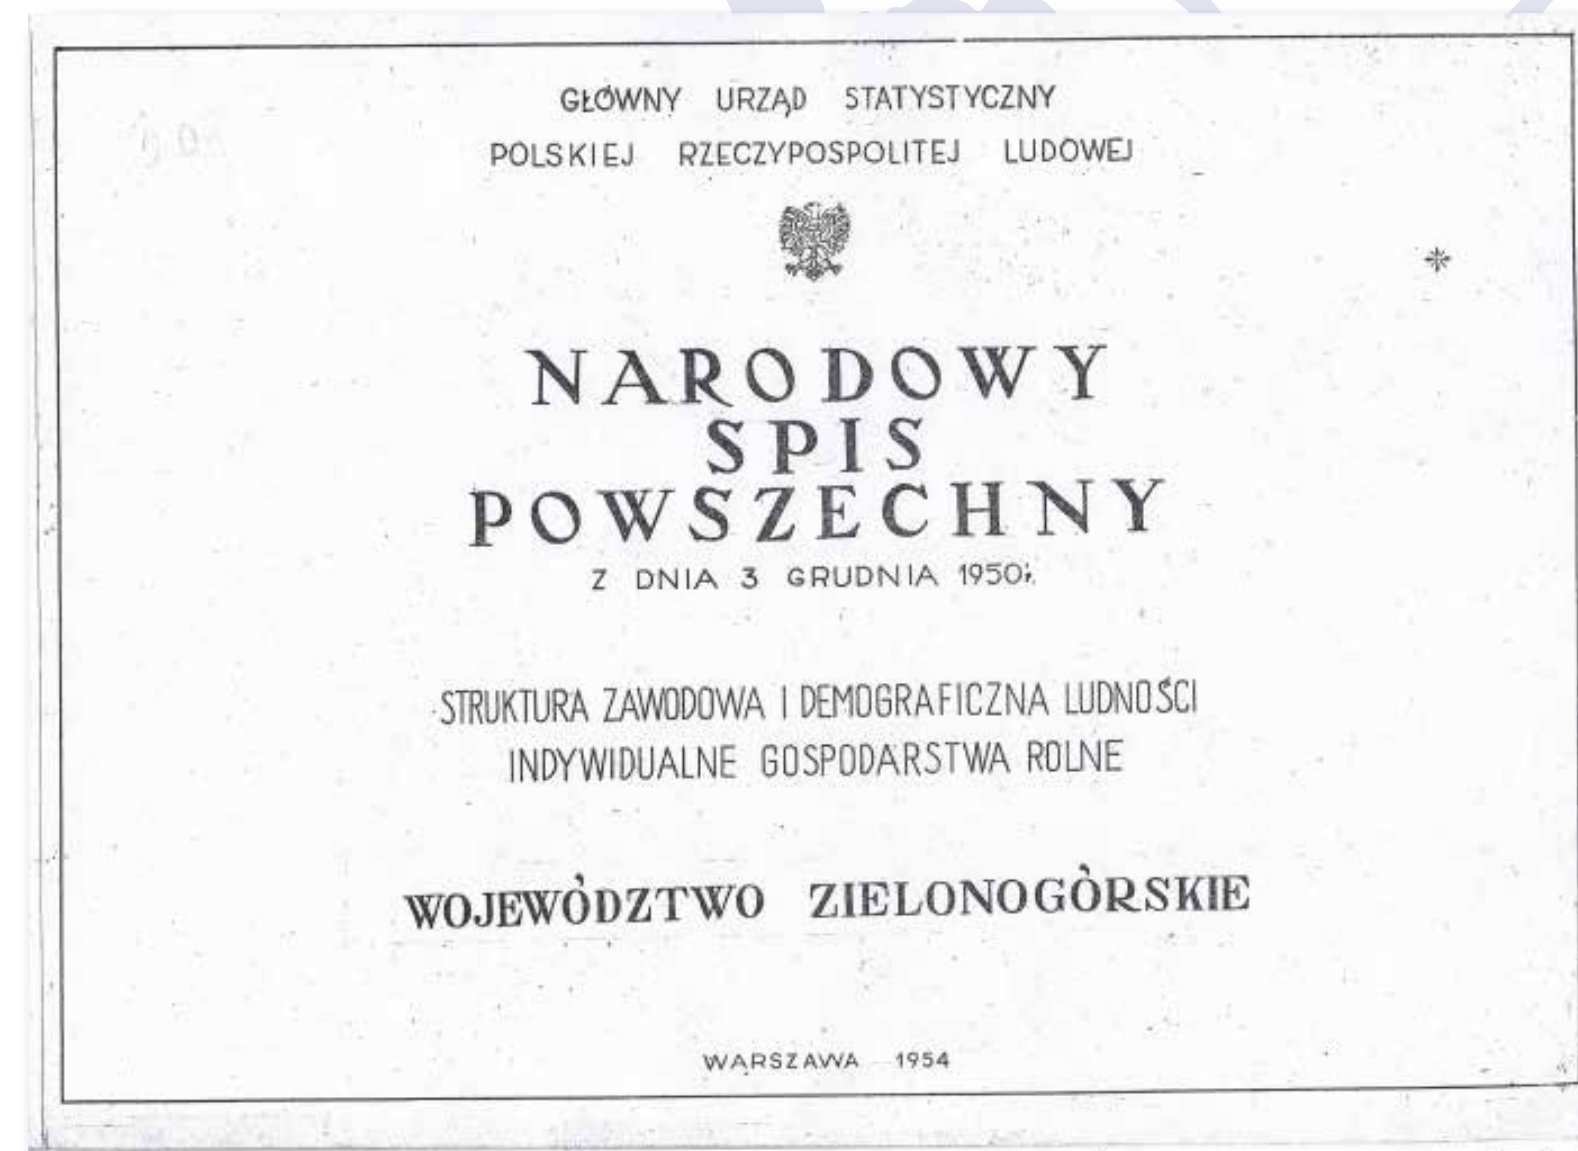 GŁÓWNY URZĄD STATYSTYCZNY
POLSKIEJ RZECZYPOSPOLITEJ LUDOWEJ
NARODOWY
SPIS
POWSZECHNY
Z DNIA 3 GRUDNIA 1950r.
STRUKTURA ZAWODOWA I DEMOGRAFICZNA LUDNOŚCI
INDYWIDUALNE GOSPODARSTWA ROLNE
WOJEWÓDZTWO ZIELONOGÓRSKIE
WARSZAWA 1954